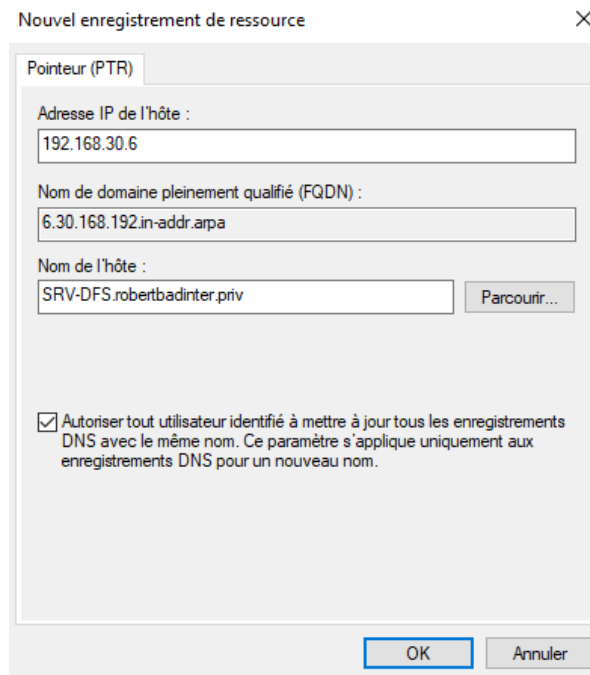 Nouvel enregistrement de ressource
Pointeur (PTR)
Adresse IP de l'hôte :
192.168.30.6
Nom de domaine pleinement qualifié (FQDN) :
6.30.168.192.in-addr.arpa
Nom de l'hôte :
SRV-DFS.robertbadinter.priv
Parcourir...
Autoriser tout utilisateur identifié à mettre à jour tous les enregistrements
DNS avec le même nom. Ce paramètre s'applique uniquement aux
enregistrements DNS pour un nouveau nom.
OK
Annuler